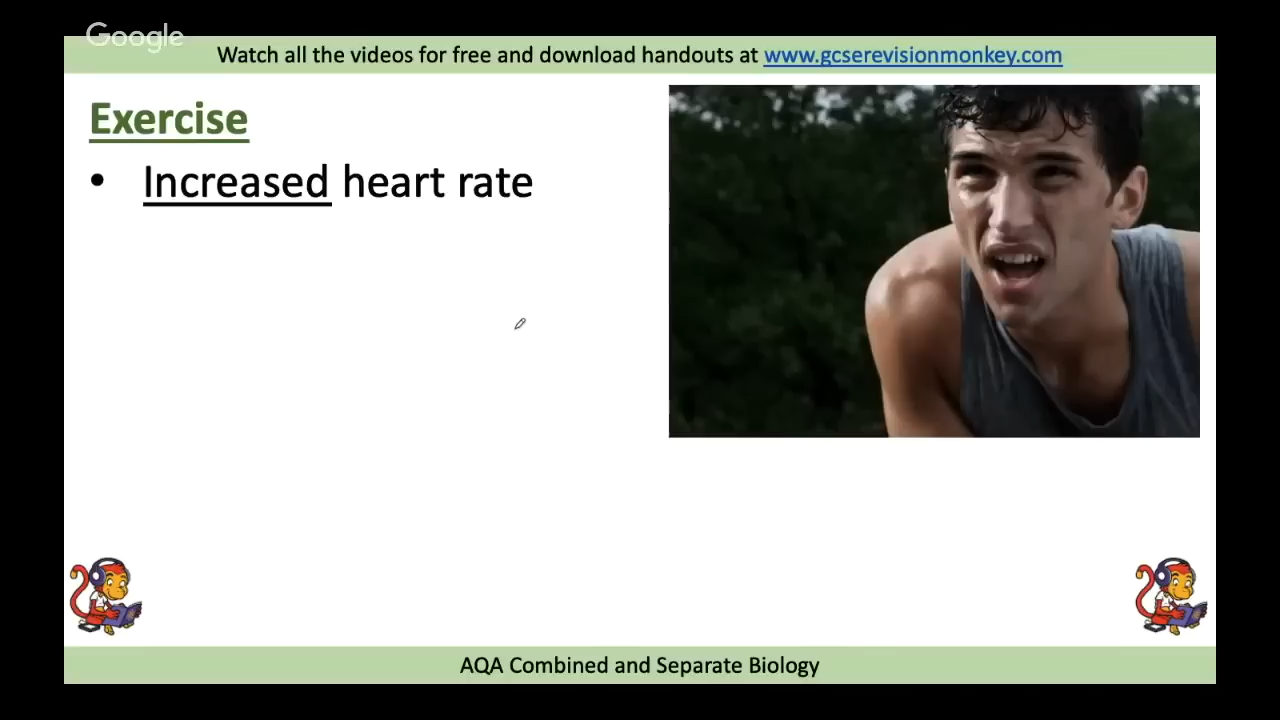 Google
Watch all the videos for free and download handouts at www.gcserevisionmonkey.com
Exercise
• Increased heart rate
AQA Combined and Separate Biology